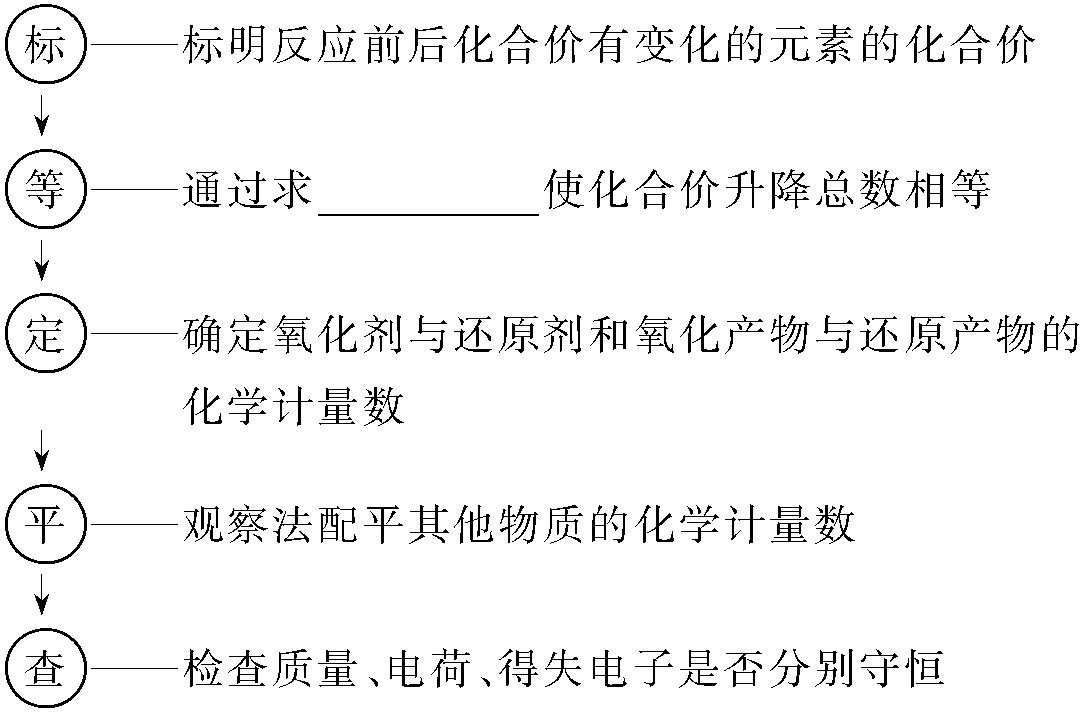 标 标明反应前后化合价有变化的元素的化合价
等 通过求__________使化合价升降总数相等
定 确定氧化剂与还原剂和氧化产物与还原产物的
化学计量数
平 观察法配平其他物质的化学计量数
查 检查质量、电荷、得失电子是否分别守恒